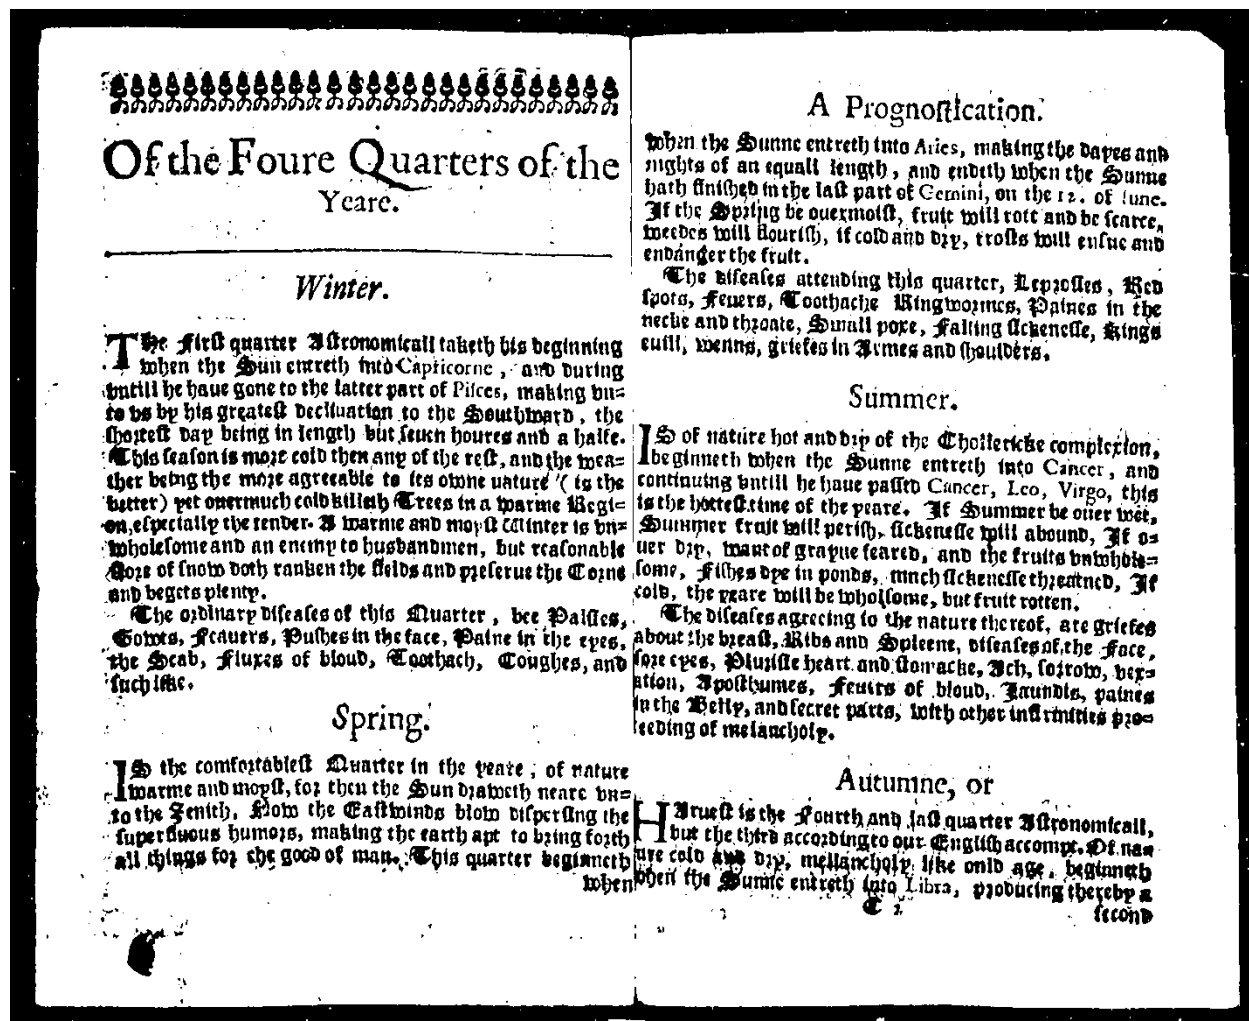 Of the Foure Quarters of the
Yeare.
Winter.
THe First quarter Astronomicall taketh his beginning
when the Sun entreth into Capricorne, and during
vntill he haue gone to the latter part of Pisces, making vn=
to vs by his greatest declination to the Southward, the
shortest day being in length but seuen houres and a halfe.
This season is more cold then any of the rest, and the wea=
ther being the more agreeable to its owne nature (is the
better) yet ouermuch cold killeth Trees in a warme Regi=
on, especially the tender. A warme and moyst Winter is vn=
wholesome and an enemy to husbandmen, but reasonable
store of snow doth ranken the fields and preserue the Corne
and begets plenty.
The ordinary diseases of this Quarter, bee Palsies,
Gowts, Feauers, Pushes in the face, Paine in the eyes,
the Scab, Fluxes of bloud, Toothach, Coughes, and
such like.
Spring.
IS the comfortablest Quarter in the yeare, of nature
warme and moyst, for then the Sun draweth neare vn=
to the Zenith, Now the Eastwinds blow dispersing the
superfluous humors, making the earth apt to bring forth
all things for the good of man. This quarter beginneth
when
A Prognostication.
when the Sunne entreth into Aries, making the dayes and
nights of an equall length, and endeth when the Sunne
hath finished in the last part of Gemini, on the 12. of Iune.
If the Spring be ouermoist, fruit will rott and be scarce,
weedes will flourish, if cold and dry, frosts will ensue and
endanger the fruit.
The diseases attending this quarter, Leprosies, Red
spots, Feuers, Toothache Ringwormes, Paines in the
necke and throate, Small poxe, Falling sickenesse, Kings
euill, wenns, griefes in Armes and shoulders.
Summer.
IS of nature hot and dry of the Chollericke complexion,
beginneth when the Sunne entreth into Cancer, and
continuing vntill he haue passed Cancer, Leo, Virgo, this
is the hottest time of the yeare. If Summer be ouer wet,
Summer fruit will perish, sickenesse will abound, If o=
uer dry, want of grayne feared, and the fruits vnwhole=
some, Fishes dye in ponds, much sickenesse threatned, If
cold, the yeare will be wholsome, but fruit rotten.
The diseases agreeing to the nature thereof, are griefes
about the breast, Ribs and Spleene, diseases of the Face,
sore eyes, Plurisie heart and stomacke, Ach, sorrow, vex=
ation, Aposthumes, Feuirs of bloud, Iaundis, paines
in the Belly, and secret parts, with other infirmities pro=
ceeding of melancholy.
Autumne, or
HAruest is the Fourth and last quarter Astronomicall,
but the third according to our English accompt, Of na=
ture cold and dry, mellancholy like onld age, beginneth
when the Sunne entreth into Libra, producing thereby a
C 2 second